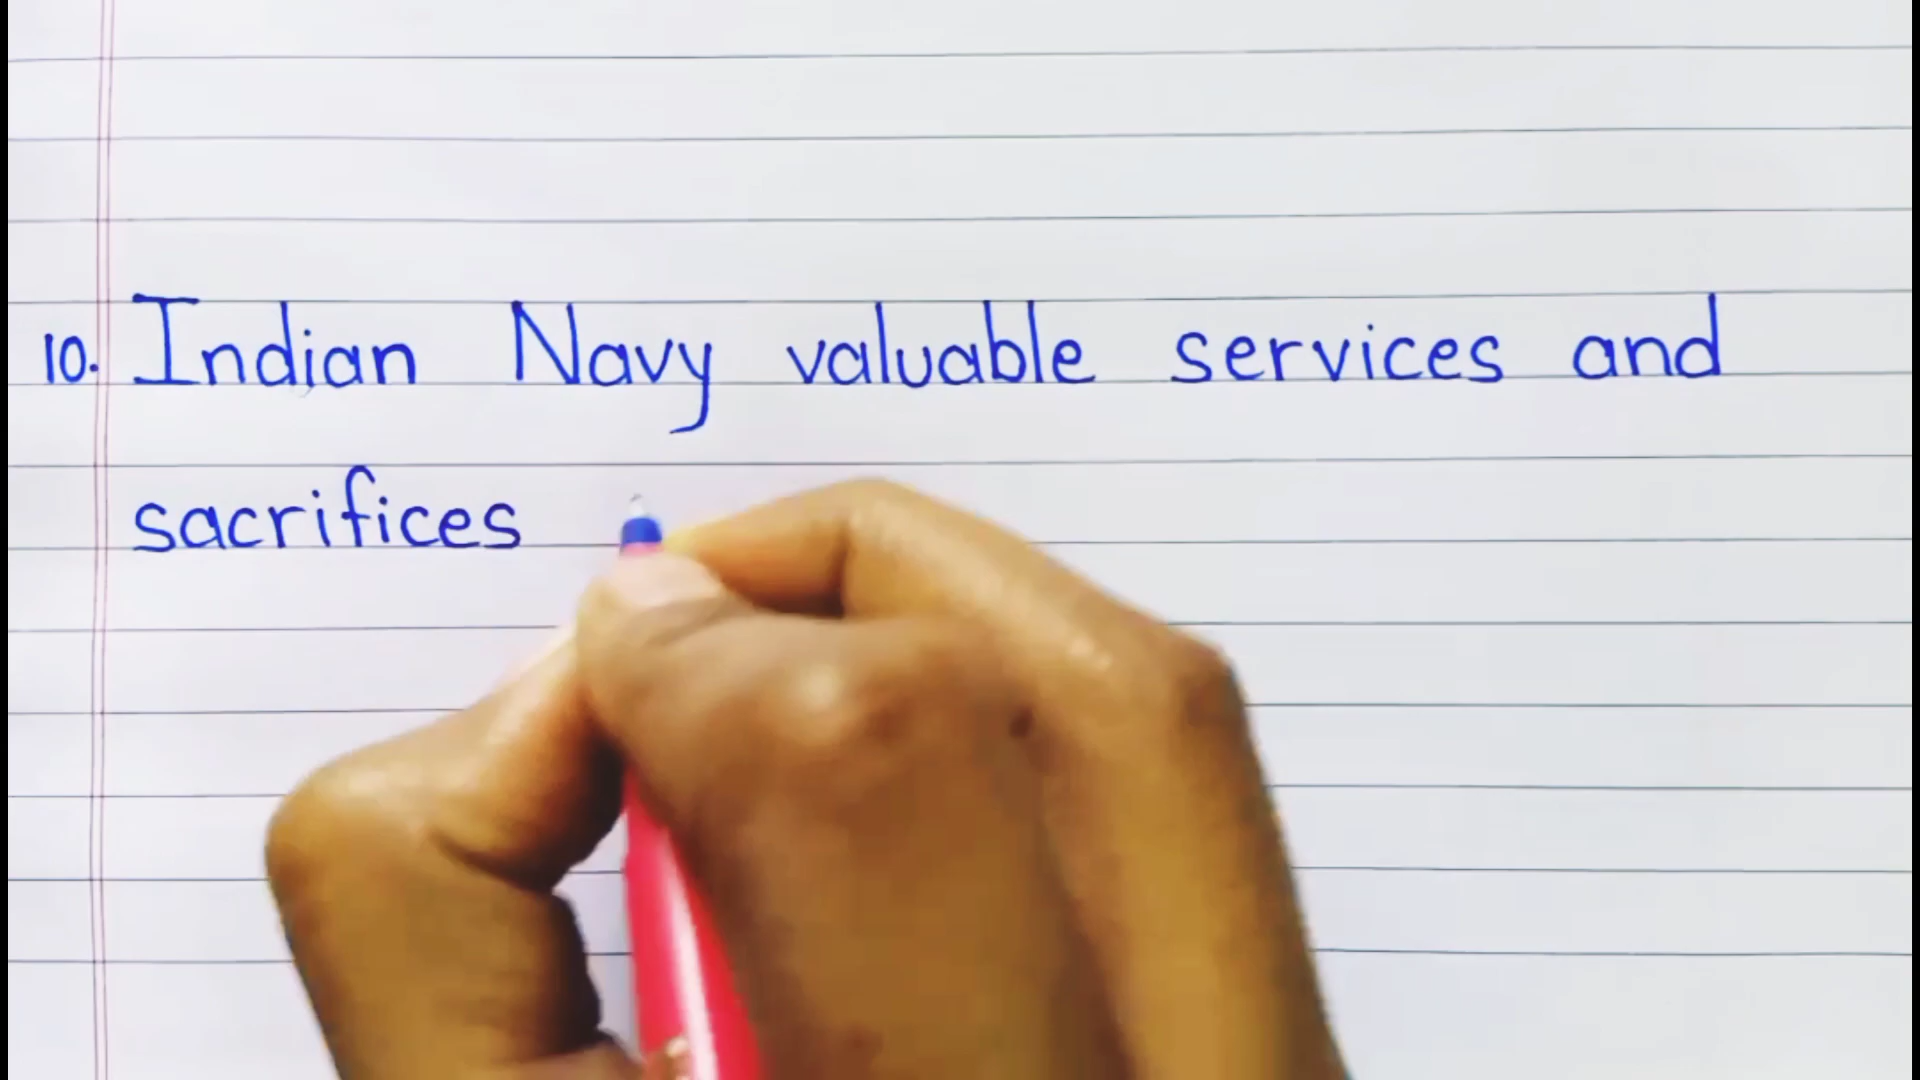 10. Indian Navy valuable services and
sacrifices